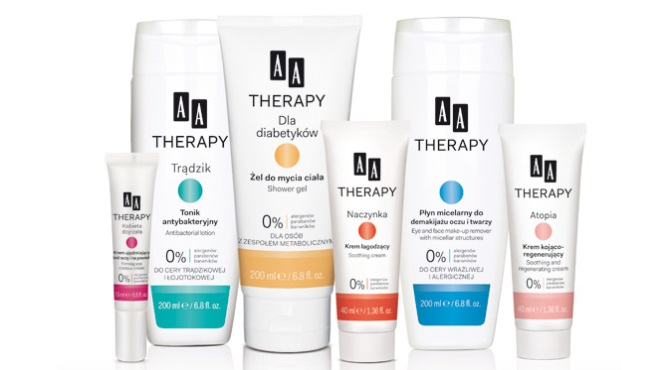 AA
THERAPY
Kobieta
dojrzała
0%
AA
THERAPY
Trądzik
Tonik
antybakteryjny
Antibacterial lotion
0%
alergenów
parabenów
barwników
DO CERY TRĄDZIKOWEJ
I ŁOJOTOKOWEJ
200 ml e / 6.8 fl. oz.
AA
THERAPY
Dla
diabetyków
Żel do mycia ciała
Shower gel
0%
alergenów
parabenów
barwników
DLA OSÓB
Z ZESPOŁEM METABOLICZNYM
200 ml e / 6.8 fl. oz.
AA
THERAPY
Naczynka
Krem łagodzący
Soothing cream
0%
alergenów
parabenów
barwników
40 ml e / 1.36 fl. oz.
AA
THERAPY
Płyn micelarny do
demakijażu oczu i twarzy
Eye and face make-up remover
with micellar structures
0%
alergenów
parabenów
barwników
DO CERY WRAŻLIWEJ
I ALERGICZNEJ
200 ml e / 6.8 fl. oz.
AA
THERAPY
Atopia
Krem kojąco-
regenerujący
Soothing and
regenerating cream
0%
alergenów
parabenów
barwników
40 ml e / 1.36 fl. oz.